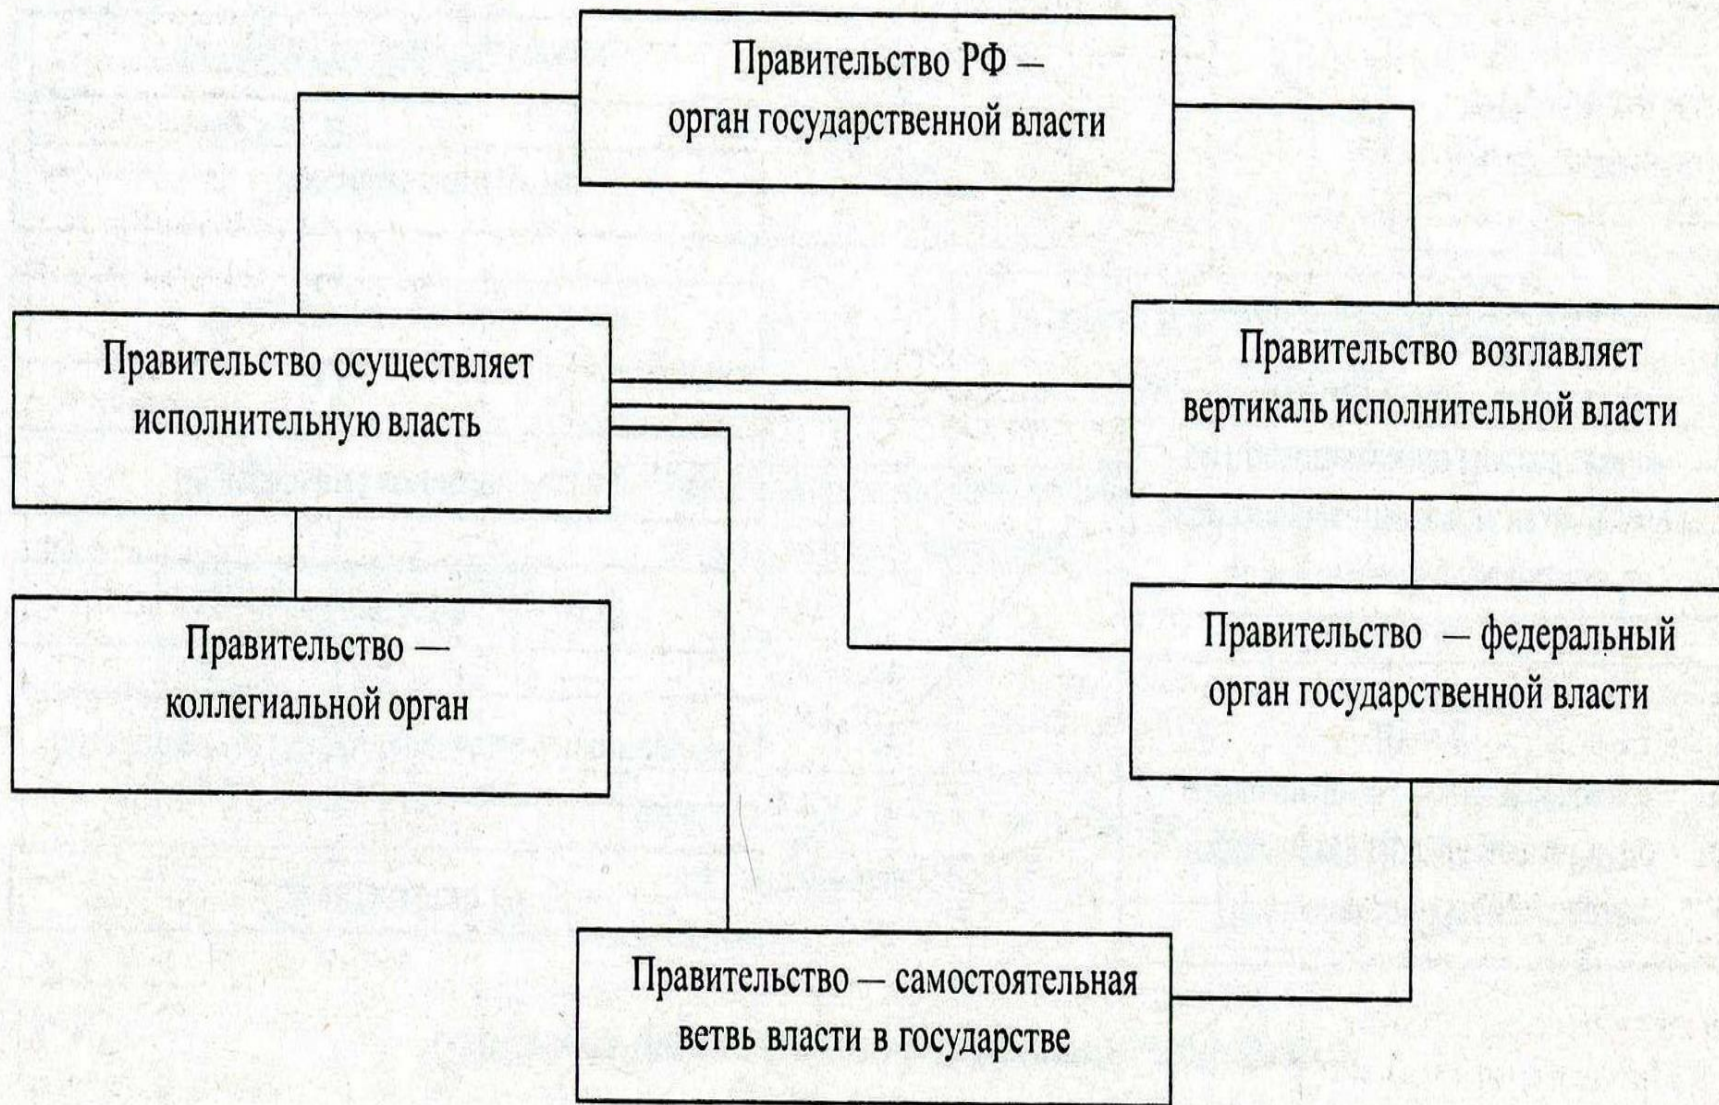 Правительство РФ —
орган государственной власти
Правительство осуществляет
исполнительную власть
Правительство возглавляет
вертикаль исполнительной власти
Правительство —
коллегиальной орган
Правительство — федеральный
орган государственной власти
Правительство — самостоятельная
ветвь власти в государстве